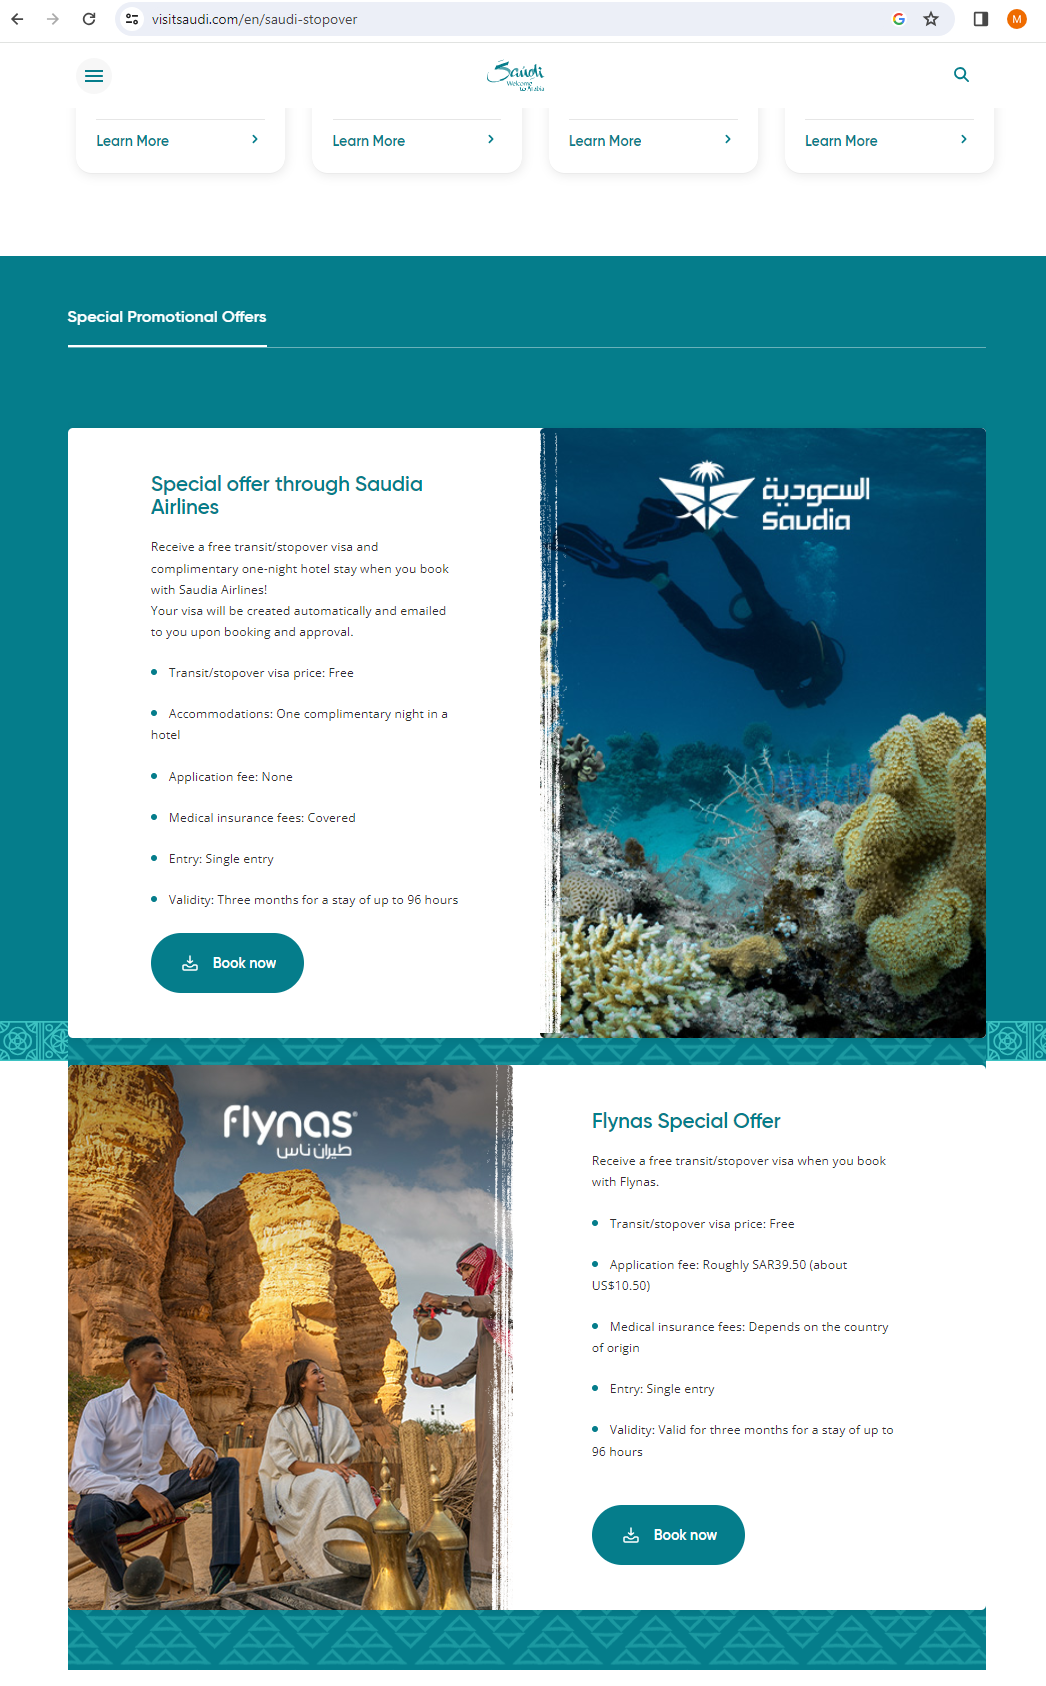 visitsaudi.com/en/saudi-stopover
M
Saudi
Welcome
to Arabia
Learn More
Learn More
Learn More
Learn More
Special Promotional Offers
Special offer through Saudia
Airlines
Receive a free transit/stopover visa and
complimentary one-night hotel stay when you book
with Saudia Airlines!
Your visa will be created automatically and emailed
to you upon booking and approval.
Transit/stopover visa price: Free
Accommodations: One complimentary night in a
hotel
Application fee: None
Medical insurance fees: Covered
Entry: Single entry
Validity: Three months for a stay of up to 96 hours
Book now
السعودية
Saudia
flynas
طيران ناس
Flynas Special Offer
Receive a free transit/stopover visa when you book
with Flynas.
Transit/stopover visa price: Free
Application fee: Roughly SAR39.50 (about
US$10.50)
Medical insurance fees: Depends on the country
of origin
Entry: Single entry
Validity: Valid for three months for a stay of up to
96 hours
Book now